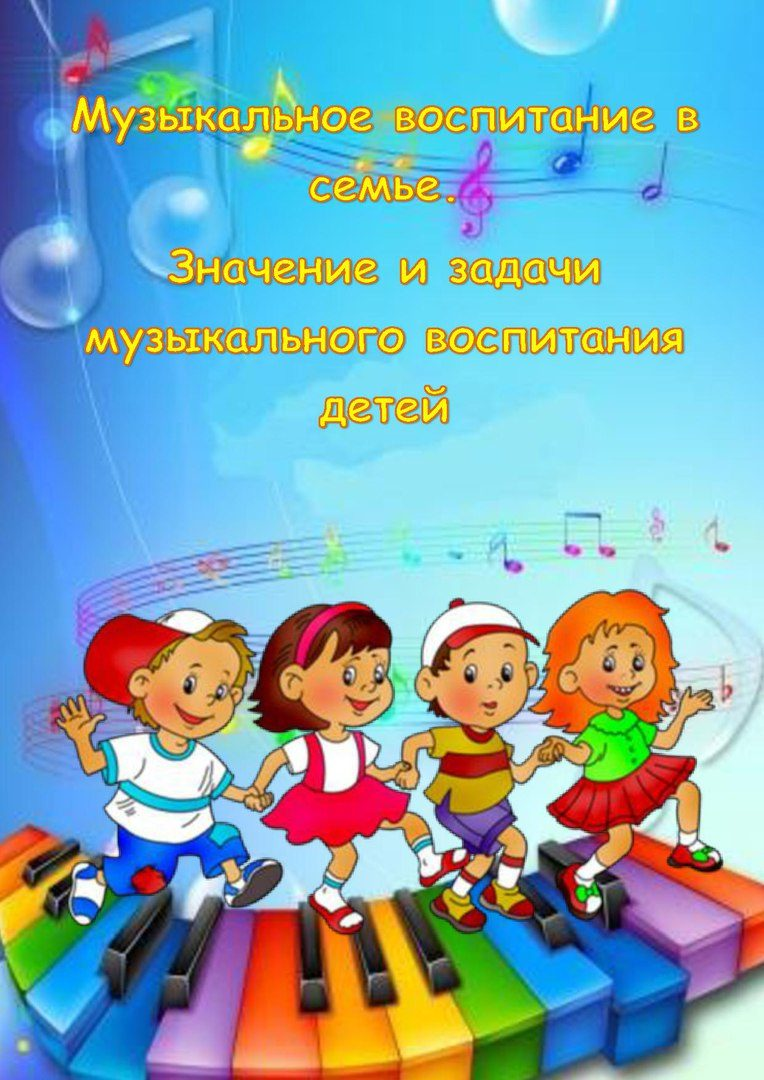 Музыкальное воспитание в
семье.
Значение и задачи
музыкального воспитания
детей